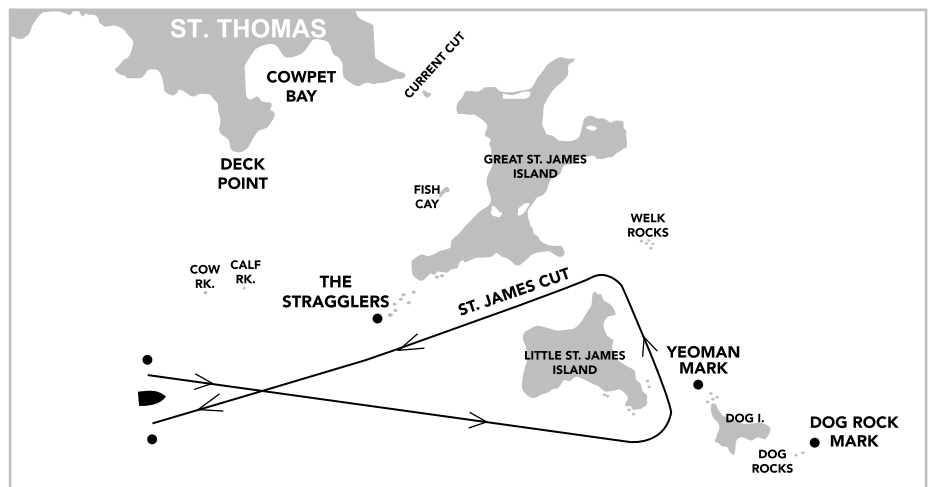 ST. THOMAS
COWPET
BAY
CURRENT CUT
DECK
POINT
GREAT ST. JAMES
ISLAND
FISH
CAY
WELK
ROCKS
COW
RK.
CALF
RK.
THE
STRAGGLERS
ST. JAMES CUT
LITTLE ST. JAMES
ISLAND
YEOMAN
MARK
DOG I.
DOG ROCK
MARK
DOG
ROCKS